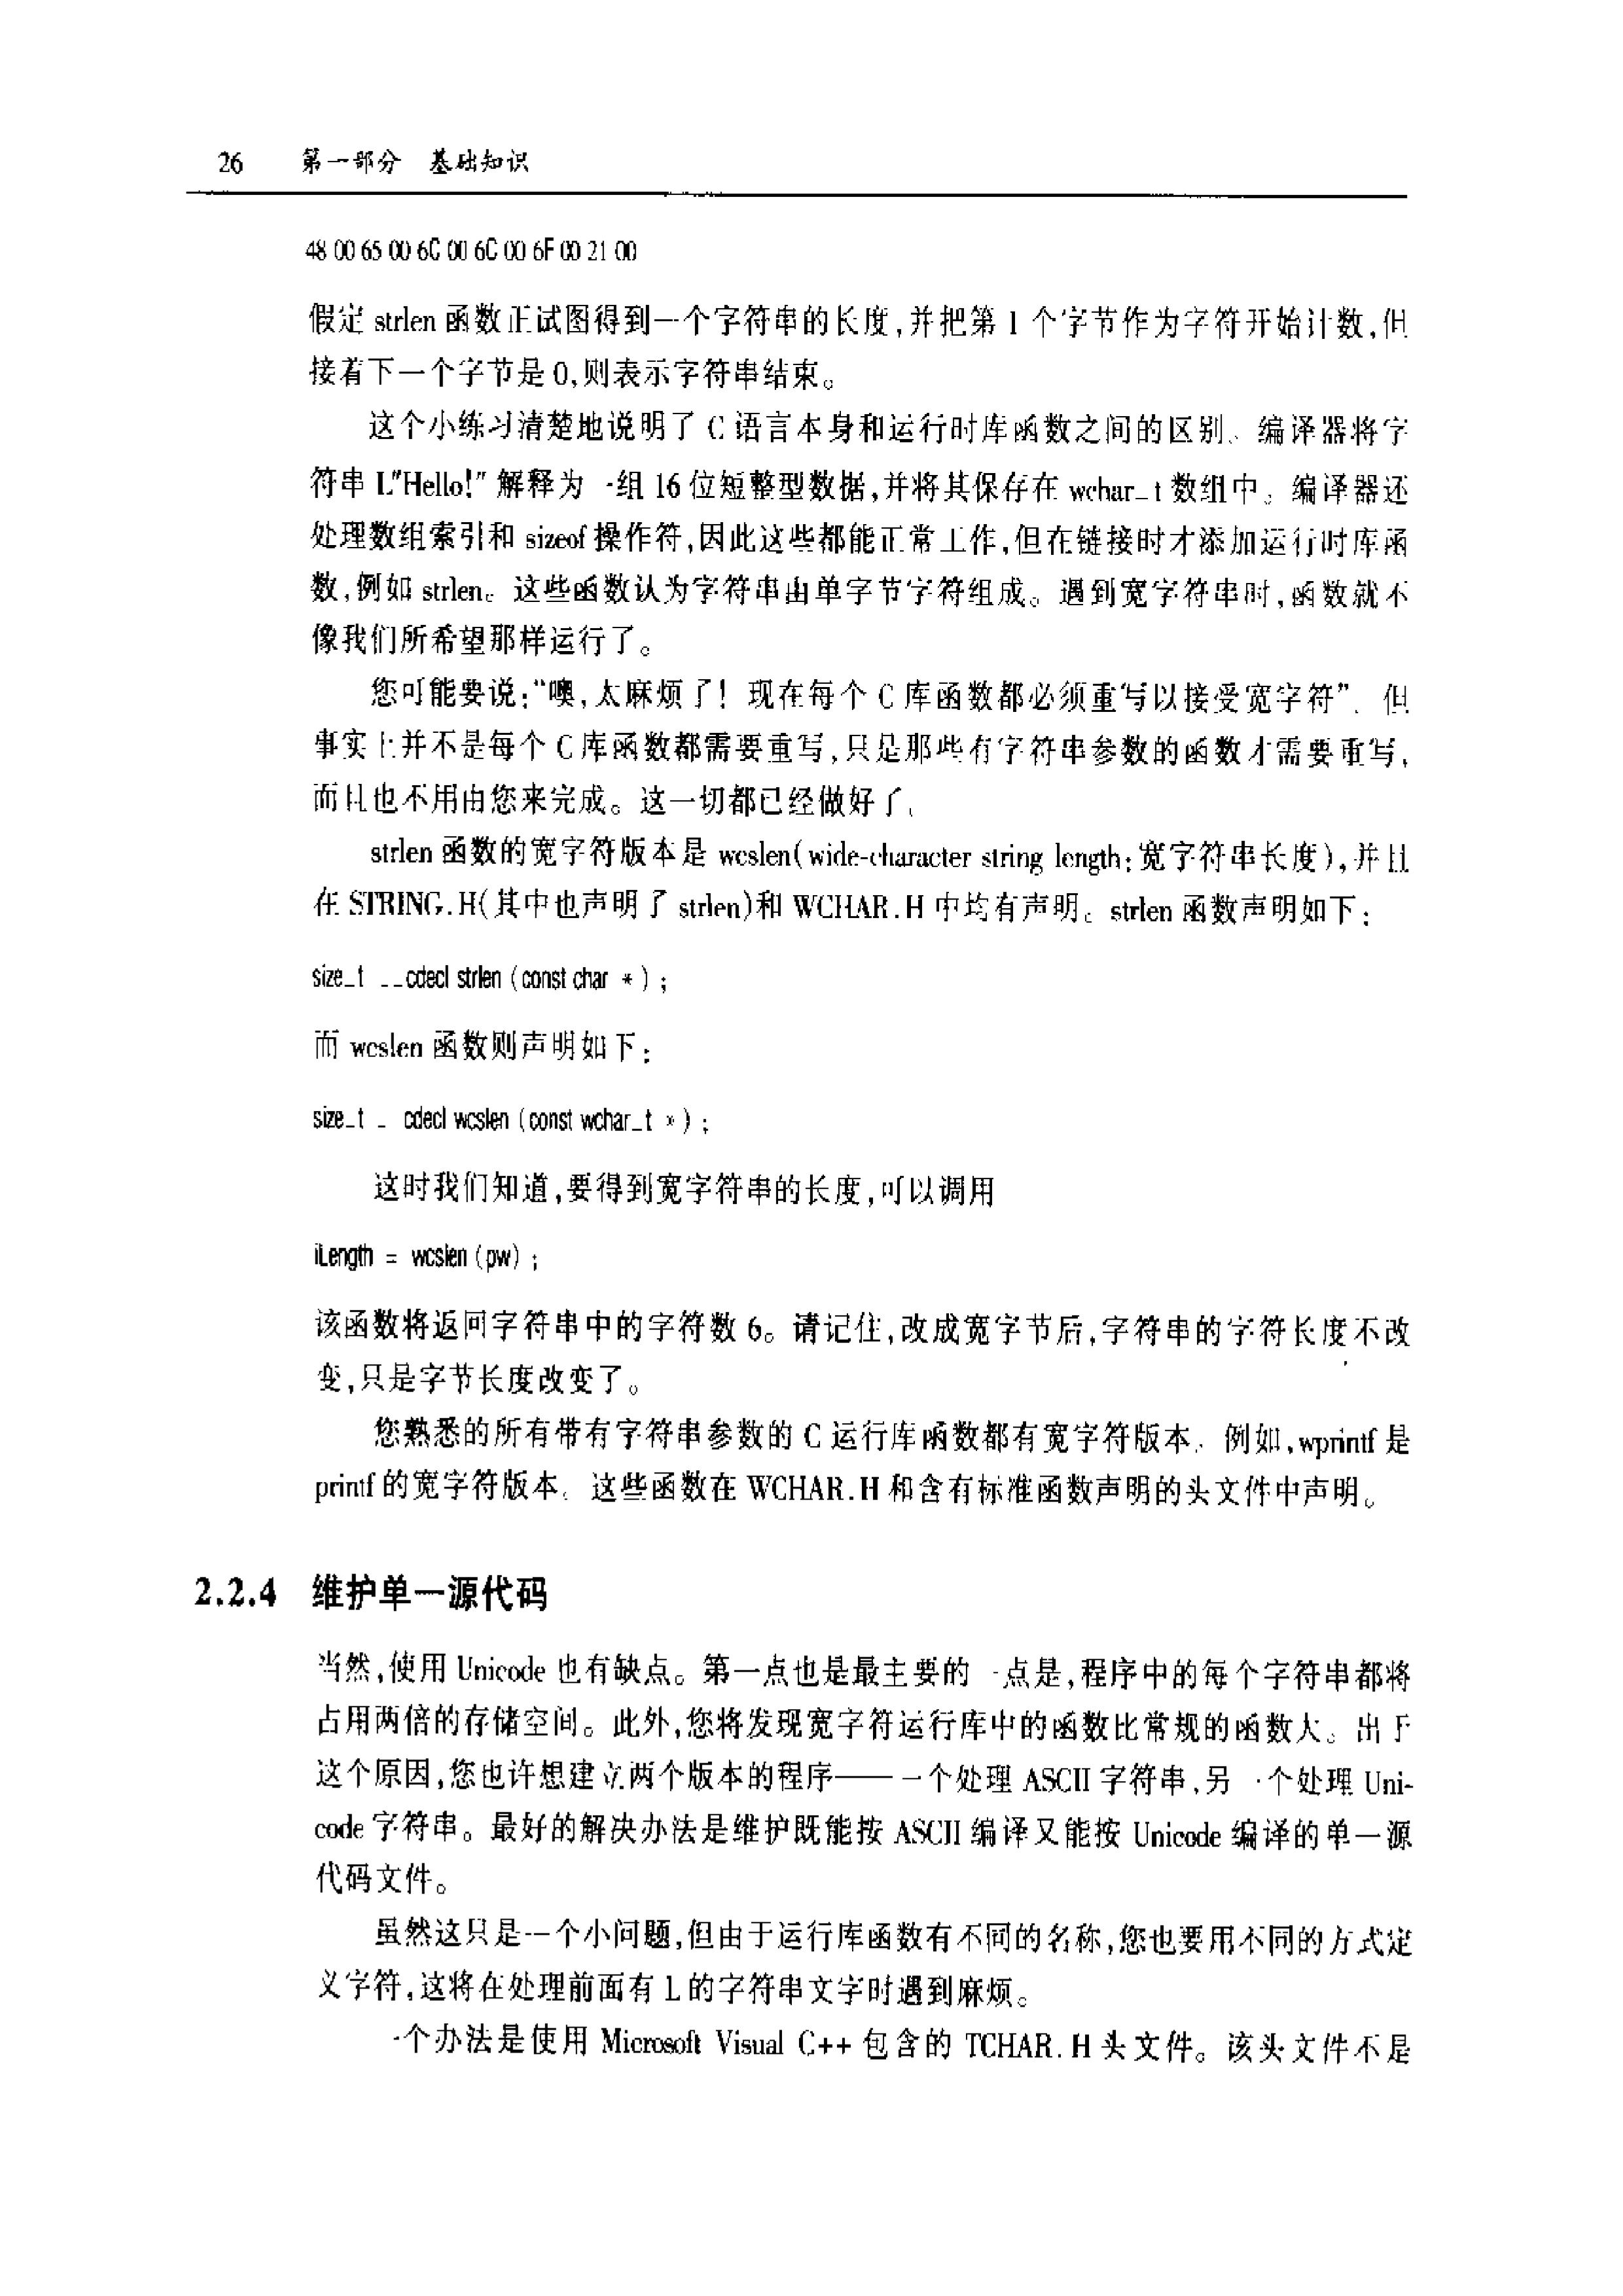 26 第一部分 基础知识
48 00 65 00 6C 00 6C 00 6F 00 21 00
假定 strlen 函数正试图得到一个字符串的长度,并把第 1 个字节作为字符开始计数,但
接着下一个字节是 0,则表示字符串结束。
这个小练习清楚地说明了 C 语言本身和运行时库函数之间的区别。编译器将字
符串 L"Hello!" 解释为一组 16 位短整型数据,并将其保存在 wchar_t 数组中。编译器还
处理数组索引和 sizeof 操作符,因此这些都能正常工作,但在链接时才添加运行时库函
数,例如 strlen。这些函数认为字符串由单字节字符组成。遇到宽字符串时,函数就不
像我们所希望那样运行了。
您可能要说:“噢,太麻烦了! 现在每个 C 库函数都必须重写以接受宽字符”. 但
事实上并不是每个 C 库函数都需要重写,只是那些有字符串参数的函数才需要重写,
而且也不用由您来完成。这一切都已经做好了。
strlen 函数的宽字符版本是 wcslen(wide-character string length:宽字符串长度),并且
在 STRING.H(其中也声明了 strlen)和 WCHAR.H 中均有声明。strlen 函数声明如下:
size_t __cdecl strlen (const char *) ;
而 wcslen 函数则声明如下:
size_t _ cdecl wcslen (const wchar_t *) ;
这时我们知道,要得到宽字符串的长度,可以调用
iLength = wcslen (pw) ;
该函数将返回字符串中的字符数 6。请记住,改成宽字节后,字符串的字符长度不改
变,只是字节长度改变了。
您熟悉的所有带有字符串参数的 C 运行库函数都有宽字符版本。例如,wprintf 是
printf 的宽字符版本。这些函数在 WCHAR.H 和含有标准函数声明的头文件中声明。
2.2.4 维护单一源代码
当然,使用 Unicode 也有缺点。第一点也是最主要的一点是,程序中的每个字符串都将
占用两倍的存储空间。此外,您将发现宽字符运行库中的函数比常规的函数大。出于
这个原因,您也许想建立两个版本的程序——一个处理 ASCII 字符串,另一个处理 Uni-
code 字符串。最好的解决办法是维护既能按 ASCII 编译又能按 Unicode 编译的单一源
代码文件。
虽然这只是一个小问题,但由于运行库函数有不同的名称,您也要用不同的方式定
义字符,这将在处理前面有 L 的字符串文字时遇到麻烦。
一个办法是使用 Microsoft Visual C++ 包含的 TCHAR.H 头文件。该头文件不是